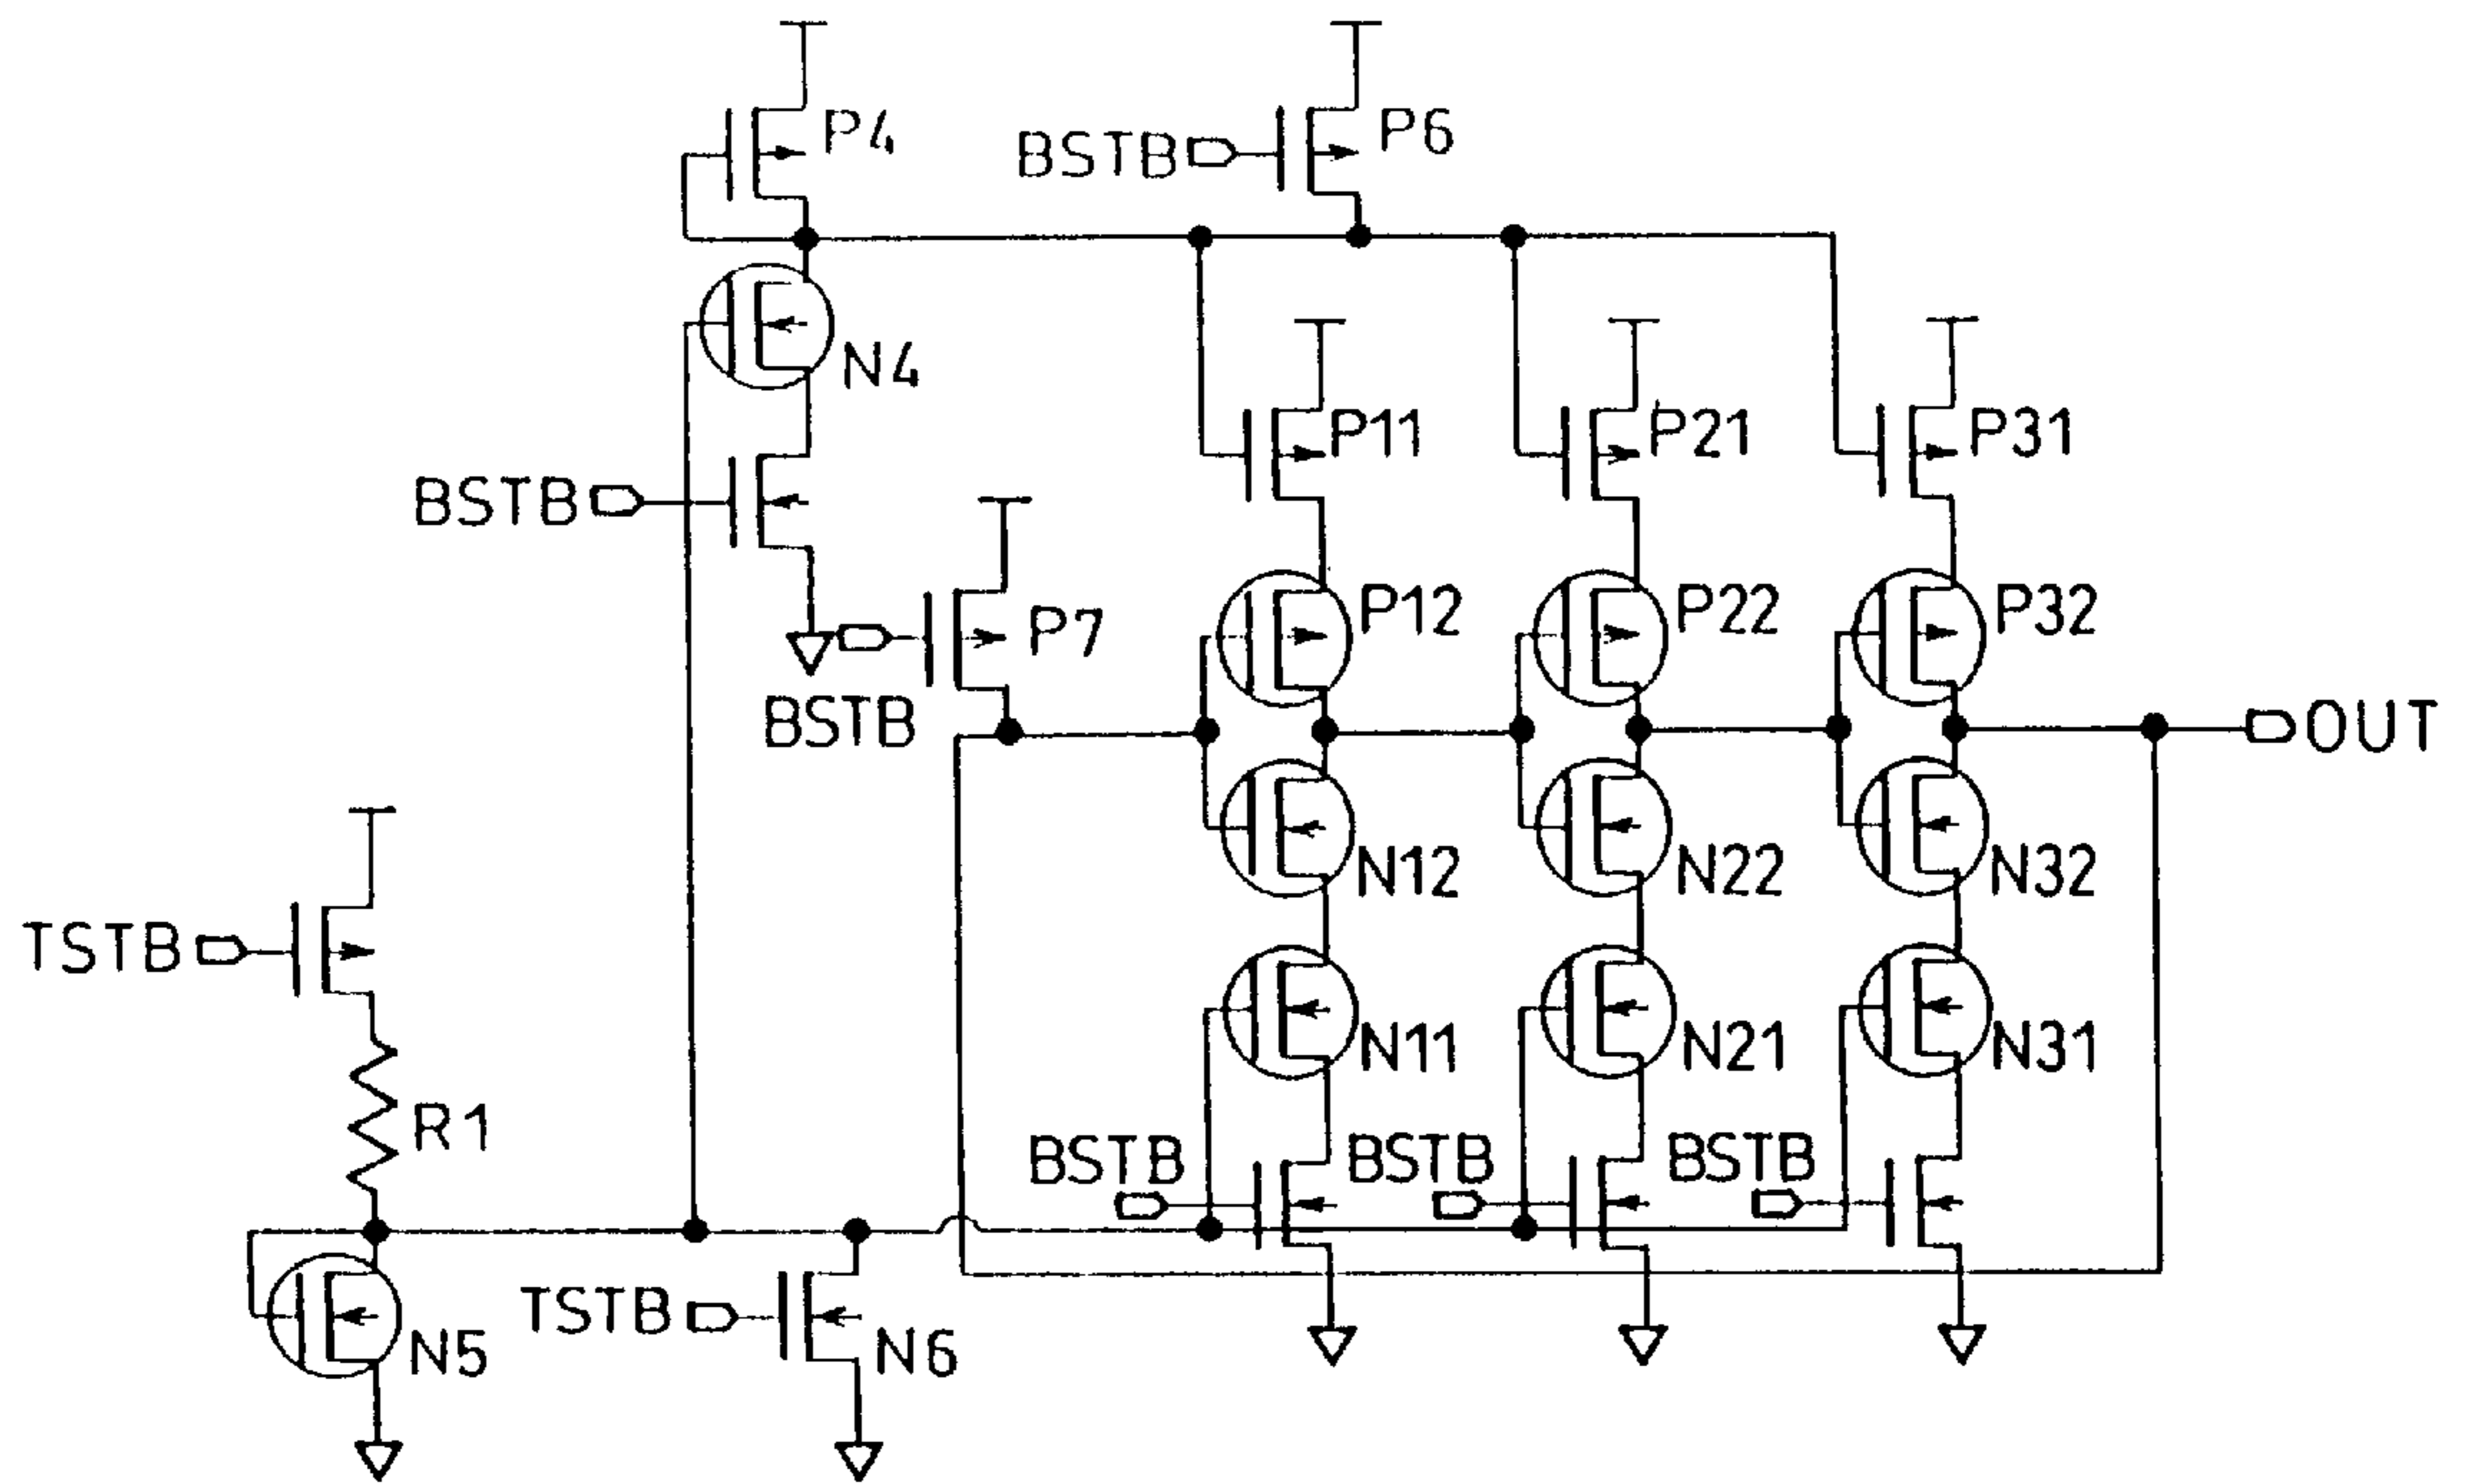 P4
BSTB
P6
N4
P11
P21
P31
BSTB
P7
P12
P22
P32
BSTB
OUT
N12
N22
N32
TSTB
N11
N21
N31
R1
BSTB
BSTB
BSTB
TSTB
N5
N6